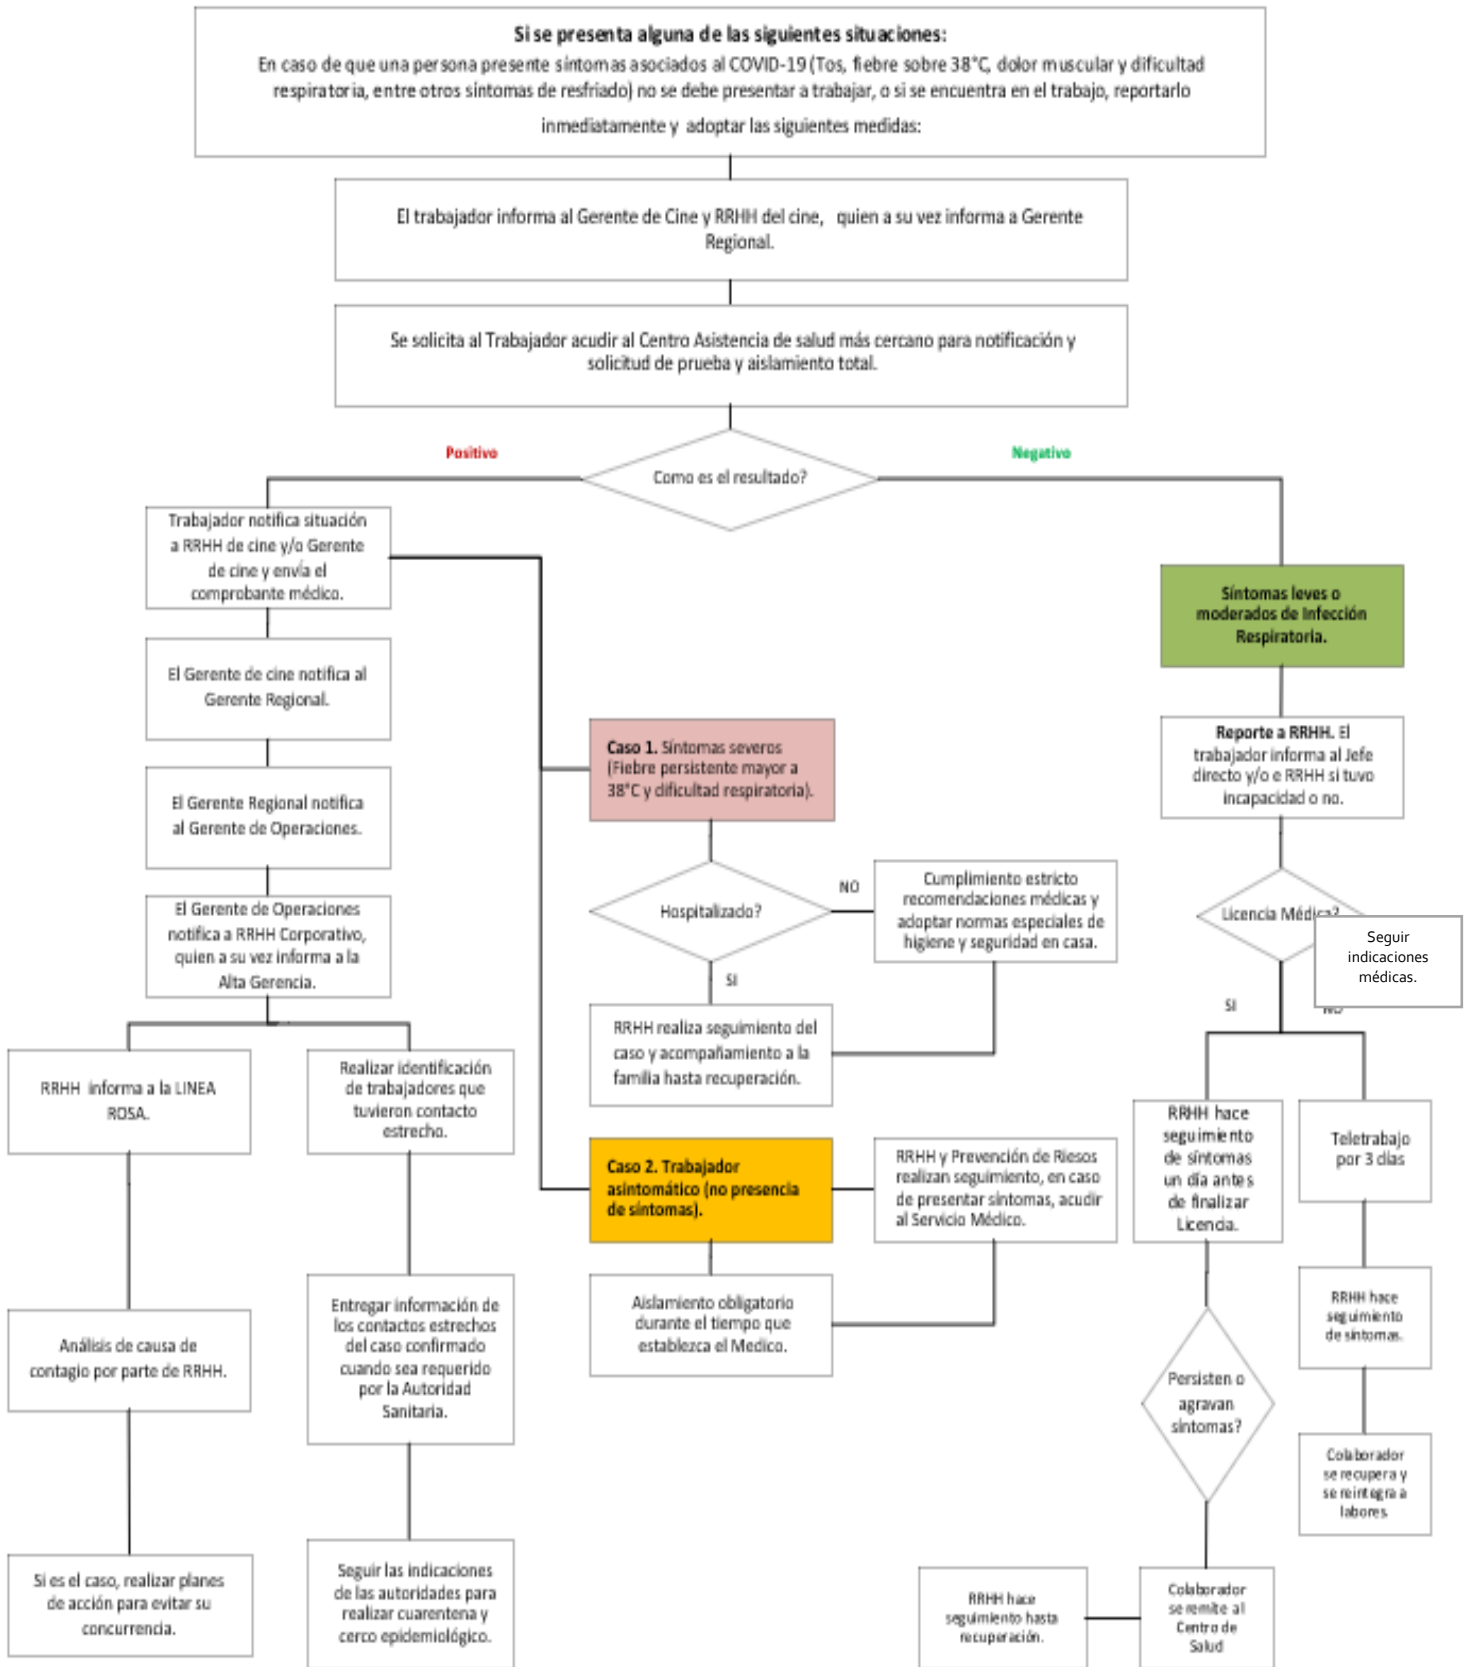 Si se presenta alguna de las siguientes situaciones:
En caso de que una persona presente síntomas asociados al COVID-19 (Tos, fiebre sobre 38°C, dolor muscular y dificultad
respiratoria, entre otros síntomas de resfriado) no se debe presentar a trabajar, o si se encuentra en el trabajo, reportarlo
inmediatamente y adoptar las siguientes medidas:
El trabajador informa al Gerente de Cine y RRHH del cine, quien a su vez informa a Gerente
Regional.
Se solicita al Trabajador acudir al Centro Asistencia de salud más cercano para notificación y
solicitud de prueba y aislamiento total.
Positivo
Negativo
Como es el resultado?
Trabajador notifica situación
a RRHH de cine y/o Gerente
de cine y envía el
comprobante médico.
El Gerente de cine notifica al
Gerente Regional.
El Gerente Regional notifica
al Gerente de Operaciones.
El Gerente de Operaciones
notifica a RRHH Corporativo,
quien a su vez informa a la
Alta Gerencia.
RRHH informa a la LINEA
ROSA.
Análisis de causa de
contagio por parte de RRHH.
Si es el caso, realizar planes
de acción para evitar su
concurrencia.
Realizar identificación
de trabajadores que
tuvieron contacto
estrecho.
Entregar información de
los contactos estrechos
del caso confirmado
cuando sea requerido
por la Autoridad
Sanitaria.
Seguir las indicaciones
de las autoridades para
realizar cuarentena y
cerco epidemiológico.
Caso 1. Síntomas severos
(Fiebre persistente mayor a
38°C y dificultad respiratoria).
Hospitalizado?
NO
Cumplimiento estricto
recomendaciones médicas y
adoptar normas especiales de
higiene y seguridad en casa.
SI
RRHH realiza seguimiento del
caso y acompañamiento a la
familia hasta recuperación.
Caso 2. Trabajador
asintomático (no presencia
de síntomas).
RRHH y Prevención de Riesos
realizan seguimiento, en caso
de presentar síntomas, acudir
al Servicio Médico.
Aislamiento obligatorio
durante el tiempo que
establezca el Medico.
Síntomas leves o
moderados de Infección
Respiratoria.
Reporte a RRHH. El
trabajador informa al Jefe
directo y/o e RRHH si tuvo
incapacidad o no.
Licencia Médica?
Seguir
indicaciones
médicas.
SI
NO
RRHH hace
seguimiento
de síntomas
un día antes
de finalizar
Licencia.
Teletrabajo
por 3 días
RRHH hace
seguimiento
de síntomas.
Persisten o
agravan
síntomas?
Colaborador
se recupera y
se reintegra a
labores.
Colaborador
se remite al
Centro de
Salud
RRHH hace
seguimiento hasta
recuperación.